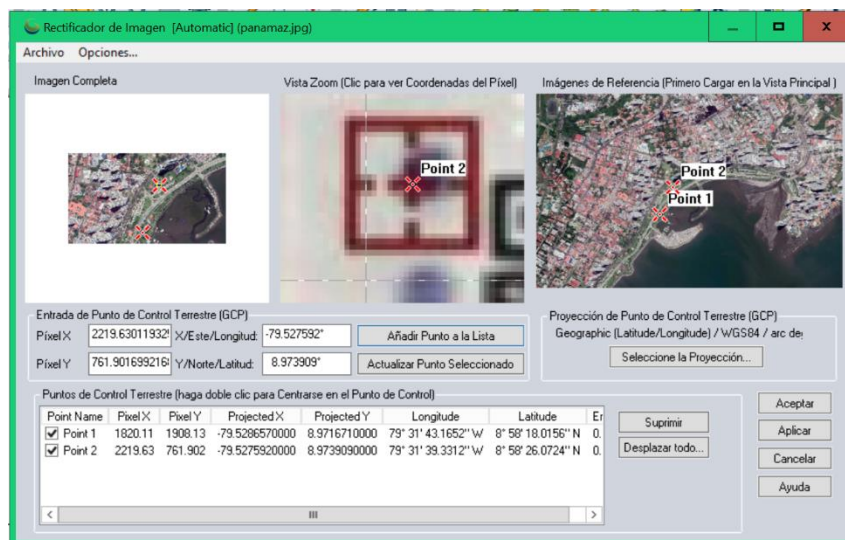 Rectificador de Imagen [Automatic] (panamaz.jpg)
Archivo Opciones...
Imagen Completa
Vista Zoom (Clic para ver Coordenadas del Píxel)
Imágenes de Referencia (Primero Cargar en la Vista Principal )
Point 2
Point 2
Point 1
Entrada de Punto de Control Terrestre (GCP)
Píxel X 2219.63011932 X/Este/Longitud: -79.527592° Añadir Punto a la Lista
Píxel Y 761.901699216 Y/Norte/Latitud: 8.973909° Actualizar Punto Seleccionado
Proyección de Punto de Control Terrestre (GCP)
Geographic (Latitude/Longitude) / WGS84 / arc de
Seleccione la Proyección...
Puntos de Control Terrestre (haga doble clic para Centrarse en el Punto de Control)
Point Name Pixel X Pixel Y Projected X Projected Y Longitude Latitude Er
Point 1 1820.11 1908.13 -79.5286570000 8.9716710000 79° 31' 43.1652" W 8° 58' 18.0156" N 0.
Point 2 2219.63 761.902 -79.5275920000 8.9739090000 79° 31' 39.3312" W 8° 58' 26.0724" N 0.
Suprimir
Desplazar todo...
Aceptar
Aplicar
Cancelar
Ayuda